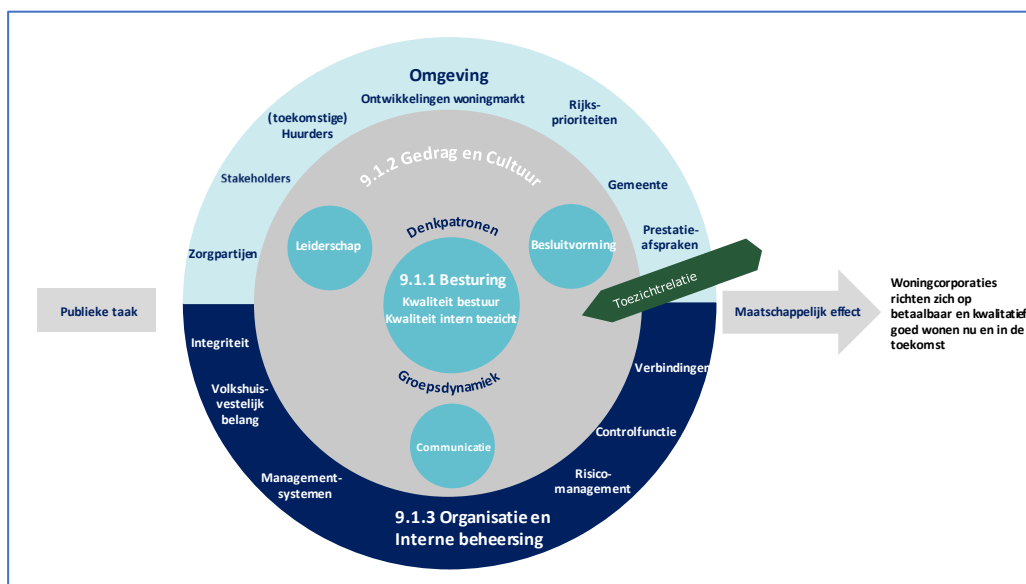 Omgeving
Ontwikkelingen woningmarkt
Rijks-
prioriteiten
(toekomstige)
Huurders
9.1.2 Gedrag en Cultuur
Stakeholders
Gemeente
Denkpatronen
Leiderschap
Besluitvorming
Prestatie-
afspraken
Zorgpartijen
9.1.1 Besturing
Kwaliteit bestuur
Kwaliteit intern toezicht
Toezichtrelatie
Publieke taak
Maatschappelijk effect
Woningcorporaties
richten zich op
betaalbaar en kwalitatief
goed wonen nu en in de
toekomst
Integriteit
Verbindingen
Groepsdynamiek
Volkshuis-
vestelijk
belang
Controlfunctie
Communicatie
Management-
systemen
Risico-
management
9.1.3 Organisatie en
Interne beheersing